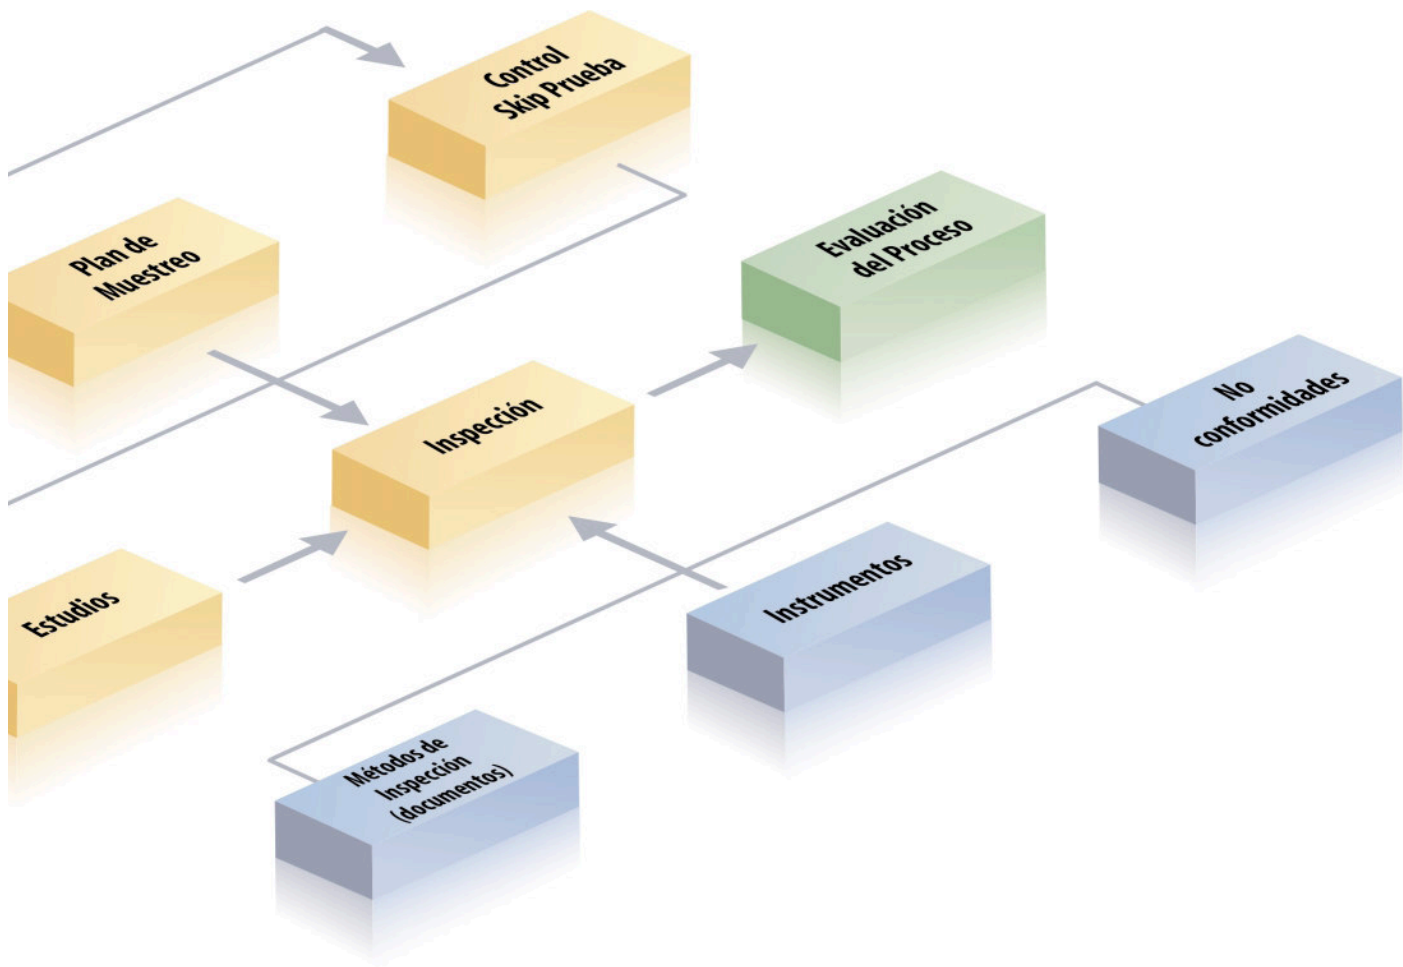 Control
Skip Prueba
Plan de
Muestreo
Evaluación
del Proceso
Inspección
No
conformidades
Estudios
Instrumentos
Métodos de
Inspección
(documentos)